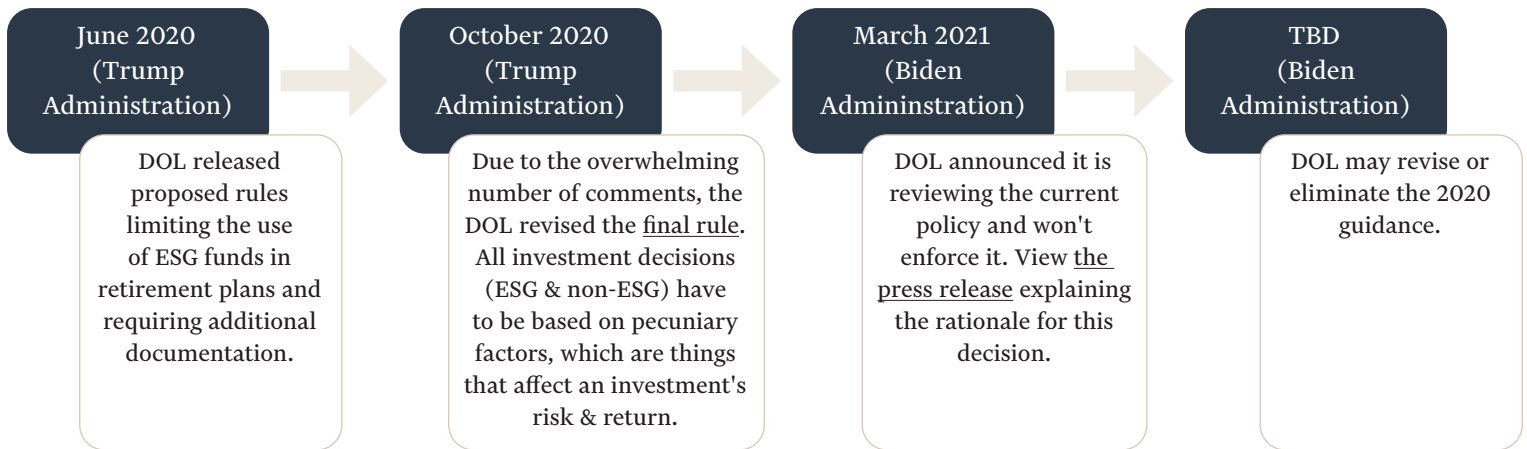 June 2020
(Trump
Administration)
DOL released
proposed rules
limiting the use
of ESG funds in
retirement plans and
requiring additional
documentation.
October 2020
(Trump
Administration)
Due to the overwhelming
number of comments, the
DOL revised the final rule.
All investment decisions
(ESG & non-ESG) have
to be based on pecuniary
factors, which are things
that affect an investment's
risk & return.
March 2021
(Biden
Admininstration)
DOL announced it is
reviewing the current
policy and won't
enforce it. View the
press release explaining
the rationale for this
decision.
TBD
(Biden
Administration)
DOL may revise or
eliminate the 2020
guidance.